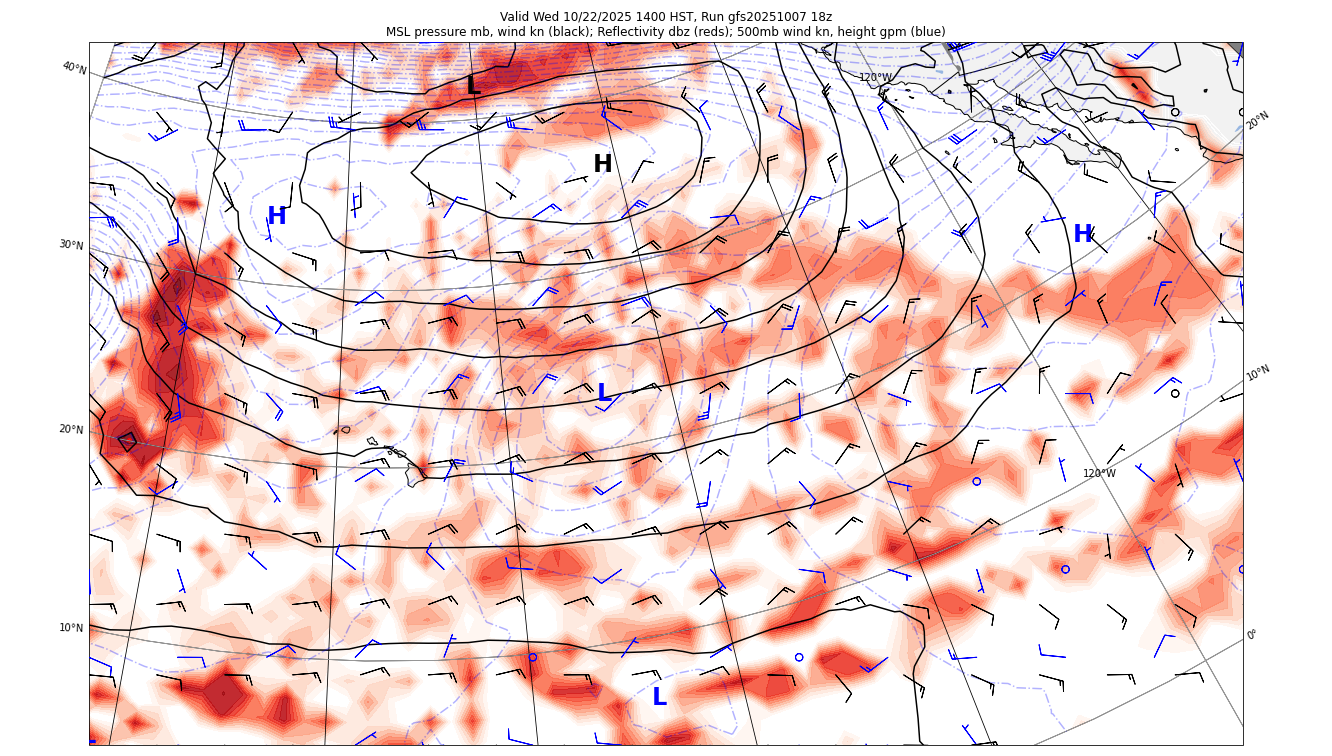 Valid Wed 10/22/2025 1400 HST, Run gfs20251007 18z
MSL pressure mb, wind kn (black); Reflectivity dbz (reds); 500mb wind kn, height gpm (blue)
40°N
120°W
L
20°N
H
H
H
30°N
10°N
L
20°N
120°W
10°N
0°
L